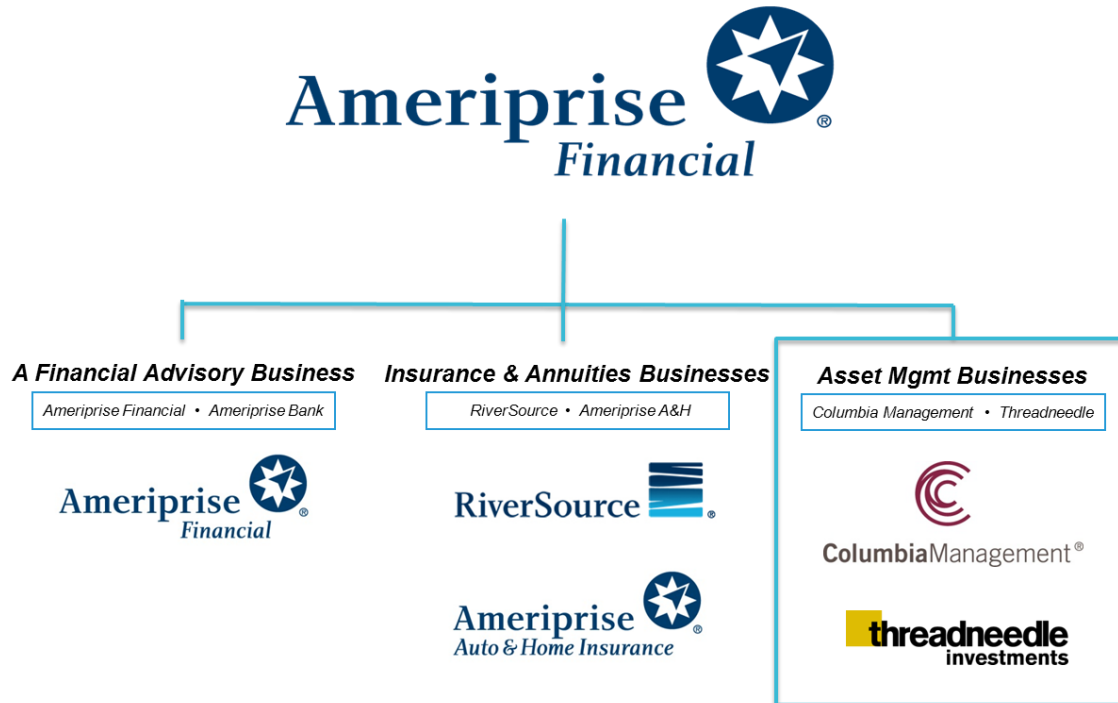 Ameriprise
Financial
®
A Financial Advisory Business
Ameriprise Financial • Ameriprise Bank
Ameriprise
Financial
®
Insurance & Annuities Businesses
RiverSource • Ameriprise A&H
RiverSource
®
Ameriprise
Auto & Home Insurance
®
Asset Mgmt Businesses
Columbia Management • Threadneedle
ColumbiaManagement®
threadneedle
investments